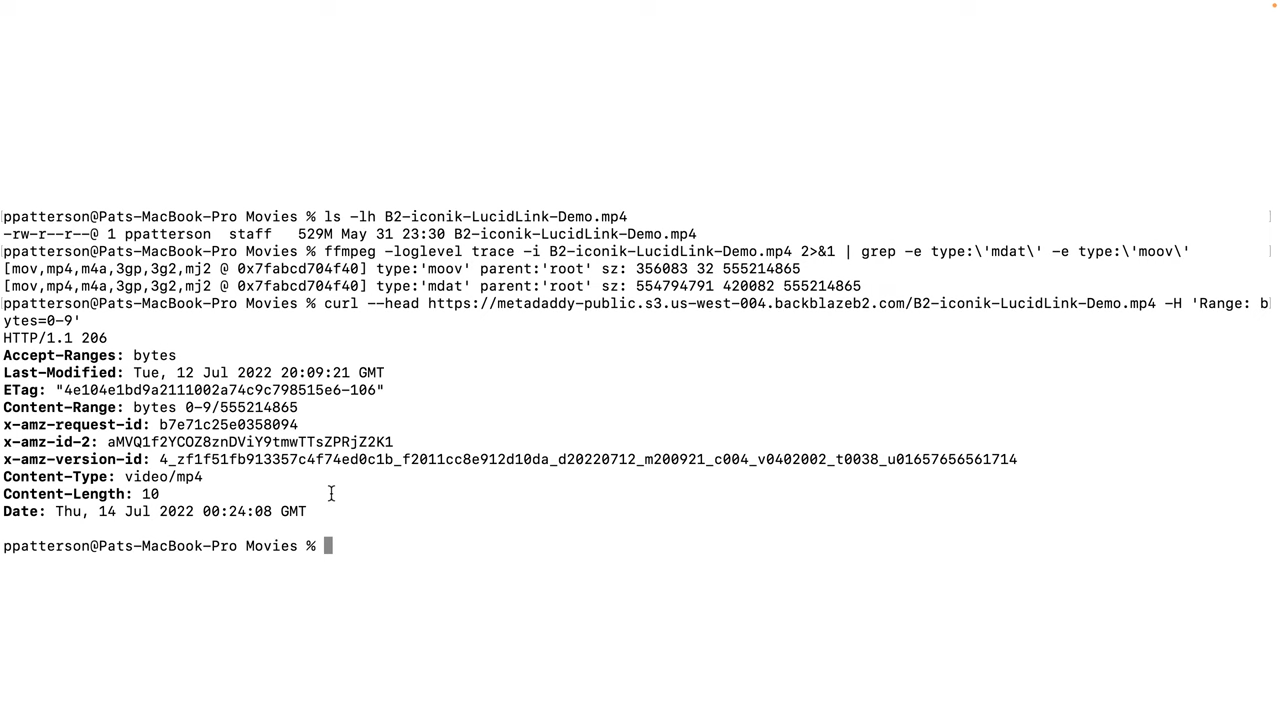 ppatterson@Pats-MacBook-Pro Movies % ls -lh B2-iconik-LucidLink-Demo.mp4
-rw-r--r--@ 1 ppatterson  staff   529M May 31 23:30 B2-iconik-LucidLink-Demo.mp4
ppatterson@Pats-MacBook-Pro Movies % ffmpeg -loglevel trace -i B2-iconik-LucidLink-Demo.mp4 2>&1 | grep -e type:\'mdat\' -e type:\'moov\'
[mov,mp4,m4a,3gp,3g2,mj2 @ 0x7fabcd704f40] type:'moov' parent:'root' sz: 356083 32 555214865
[mov,mp4,m4a,3gp,3g2,mj2 @ 0x7fabcd704f40] type:'mdat' parent:'root' sz: 554794791 420082 555214865
ppatterson@Pats-MacBook-Pro Movies % curl --head https://metadaddy-public.s3.us-west-004.backblazeb2.com/B2-iconik-LucidLink-Demo.mp4 -H 'Range: b
ytes=0-9'
HTTP/1.1 206
Accept-Ranges: bytes
Last-Modified: Tue, 12 Jul 2022 20:09:21 GMT
ETag: "4e104e1bd9a2111002a74c9c798515e6-106"
Content-Range: bytes 0-9/555214865
x-amz-request-id: b7e71c25e0358094
x-amz-id-2: aMVQ1f2YCOZ8znDViY9tmwTTsZPRjZ2K1
x-amz-version-id: 4_zf1f51fb913357c4f74ed0c1b_f2011cc8e912d10da_d20220712_m200921_c004_v0402002_t0038_u01657656561714
Content-Type: video/mp4
Content-Length: 10
Date: Thu, 14 Jul 2022 00:24:08 GMT
ppatterson@Pats-MacBook-Pro Movies %